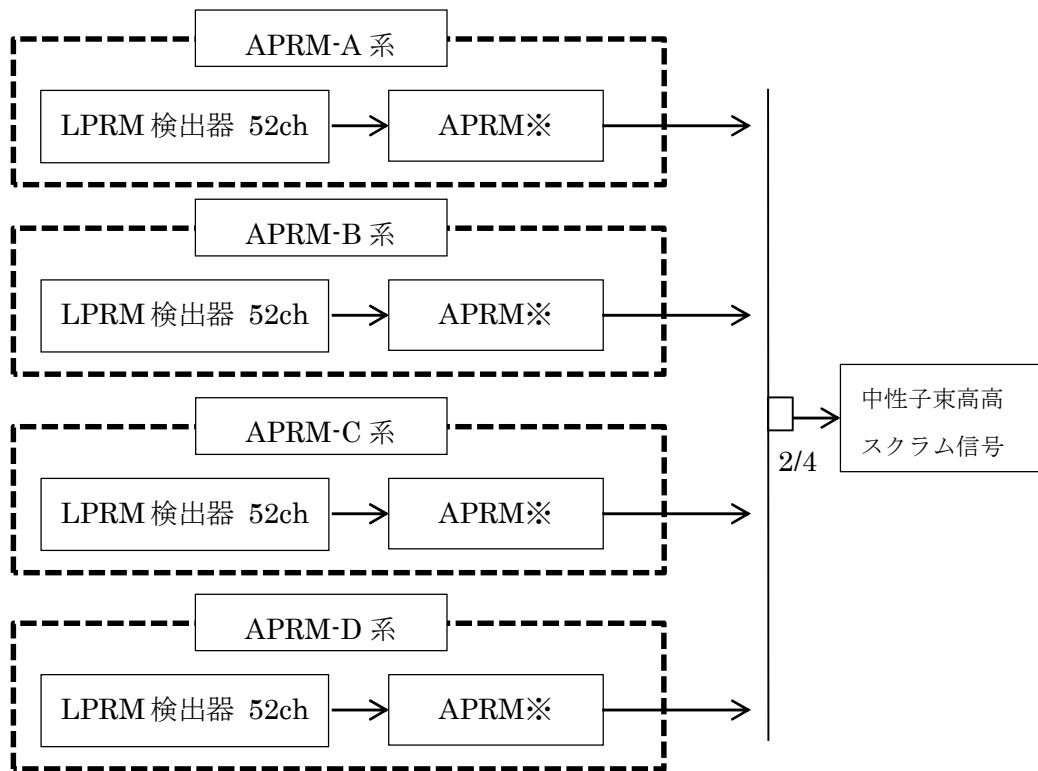 APRM-A 系
LPRM 検出器 52ch
APRM※
APRM-B 系
LPRM 検出器 52ch
APRM※
APRM-C 系
LPRM 検出器 52ch
APRM※
APRM-D 系
LPRM 検出器 52ch
APRM※
2/4
中性子束高高
スクラム信号